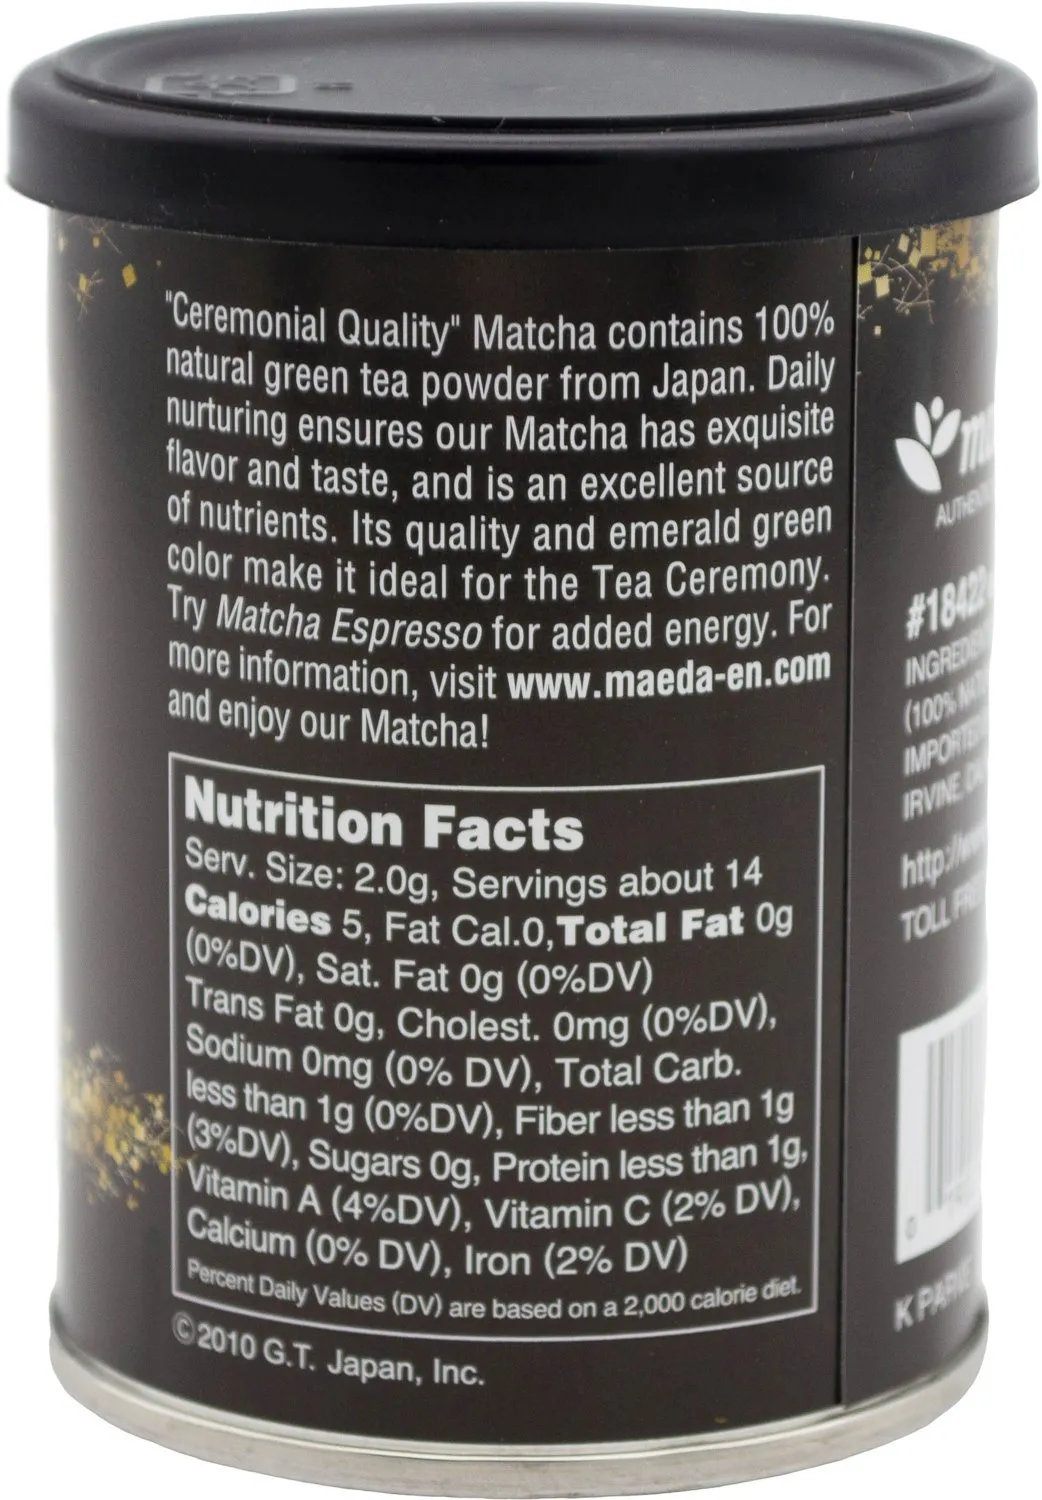 "Ceremonial Quality" Matcha contains 100%
natural green tea powder from Japan. Daily
nurturing ensures our Matcha has exquisite
flavor and taste, and is an excellent source
of nutrients. Its quality and emerald green
color make it ideal for the Tea Ceremony.
Try Matcha Espresso for added energy. For
more information, visit www.maeda-en.com
and enjoy our Matcha!
Nutrition Facts
Serv. Size: 2.0g, Servings about 14
Calories 5, Fat Cal.0,Total Fat 0g
(0%DV), Sat. Fat 0g (0%DV)
Trans Fat 0g, Cholest. 0mg (0%DV),
Sodium 0mg (0% DV), Total Carb.
less than 1g (0%DV), Fiber less than 1g
(3%DV), Sugars 0g, Protein less than 1g,
Vitamin A (4%DV), Vitamin C (2% DV),
Calcium (0% DV), Iron (2% DV)
Percent Daily Values (DV) are based on a 2,000 calorie diet.
©2010 G.T. Japan, Inc.
#18422
(100%
IRVINE,
TOLL
K